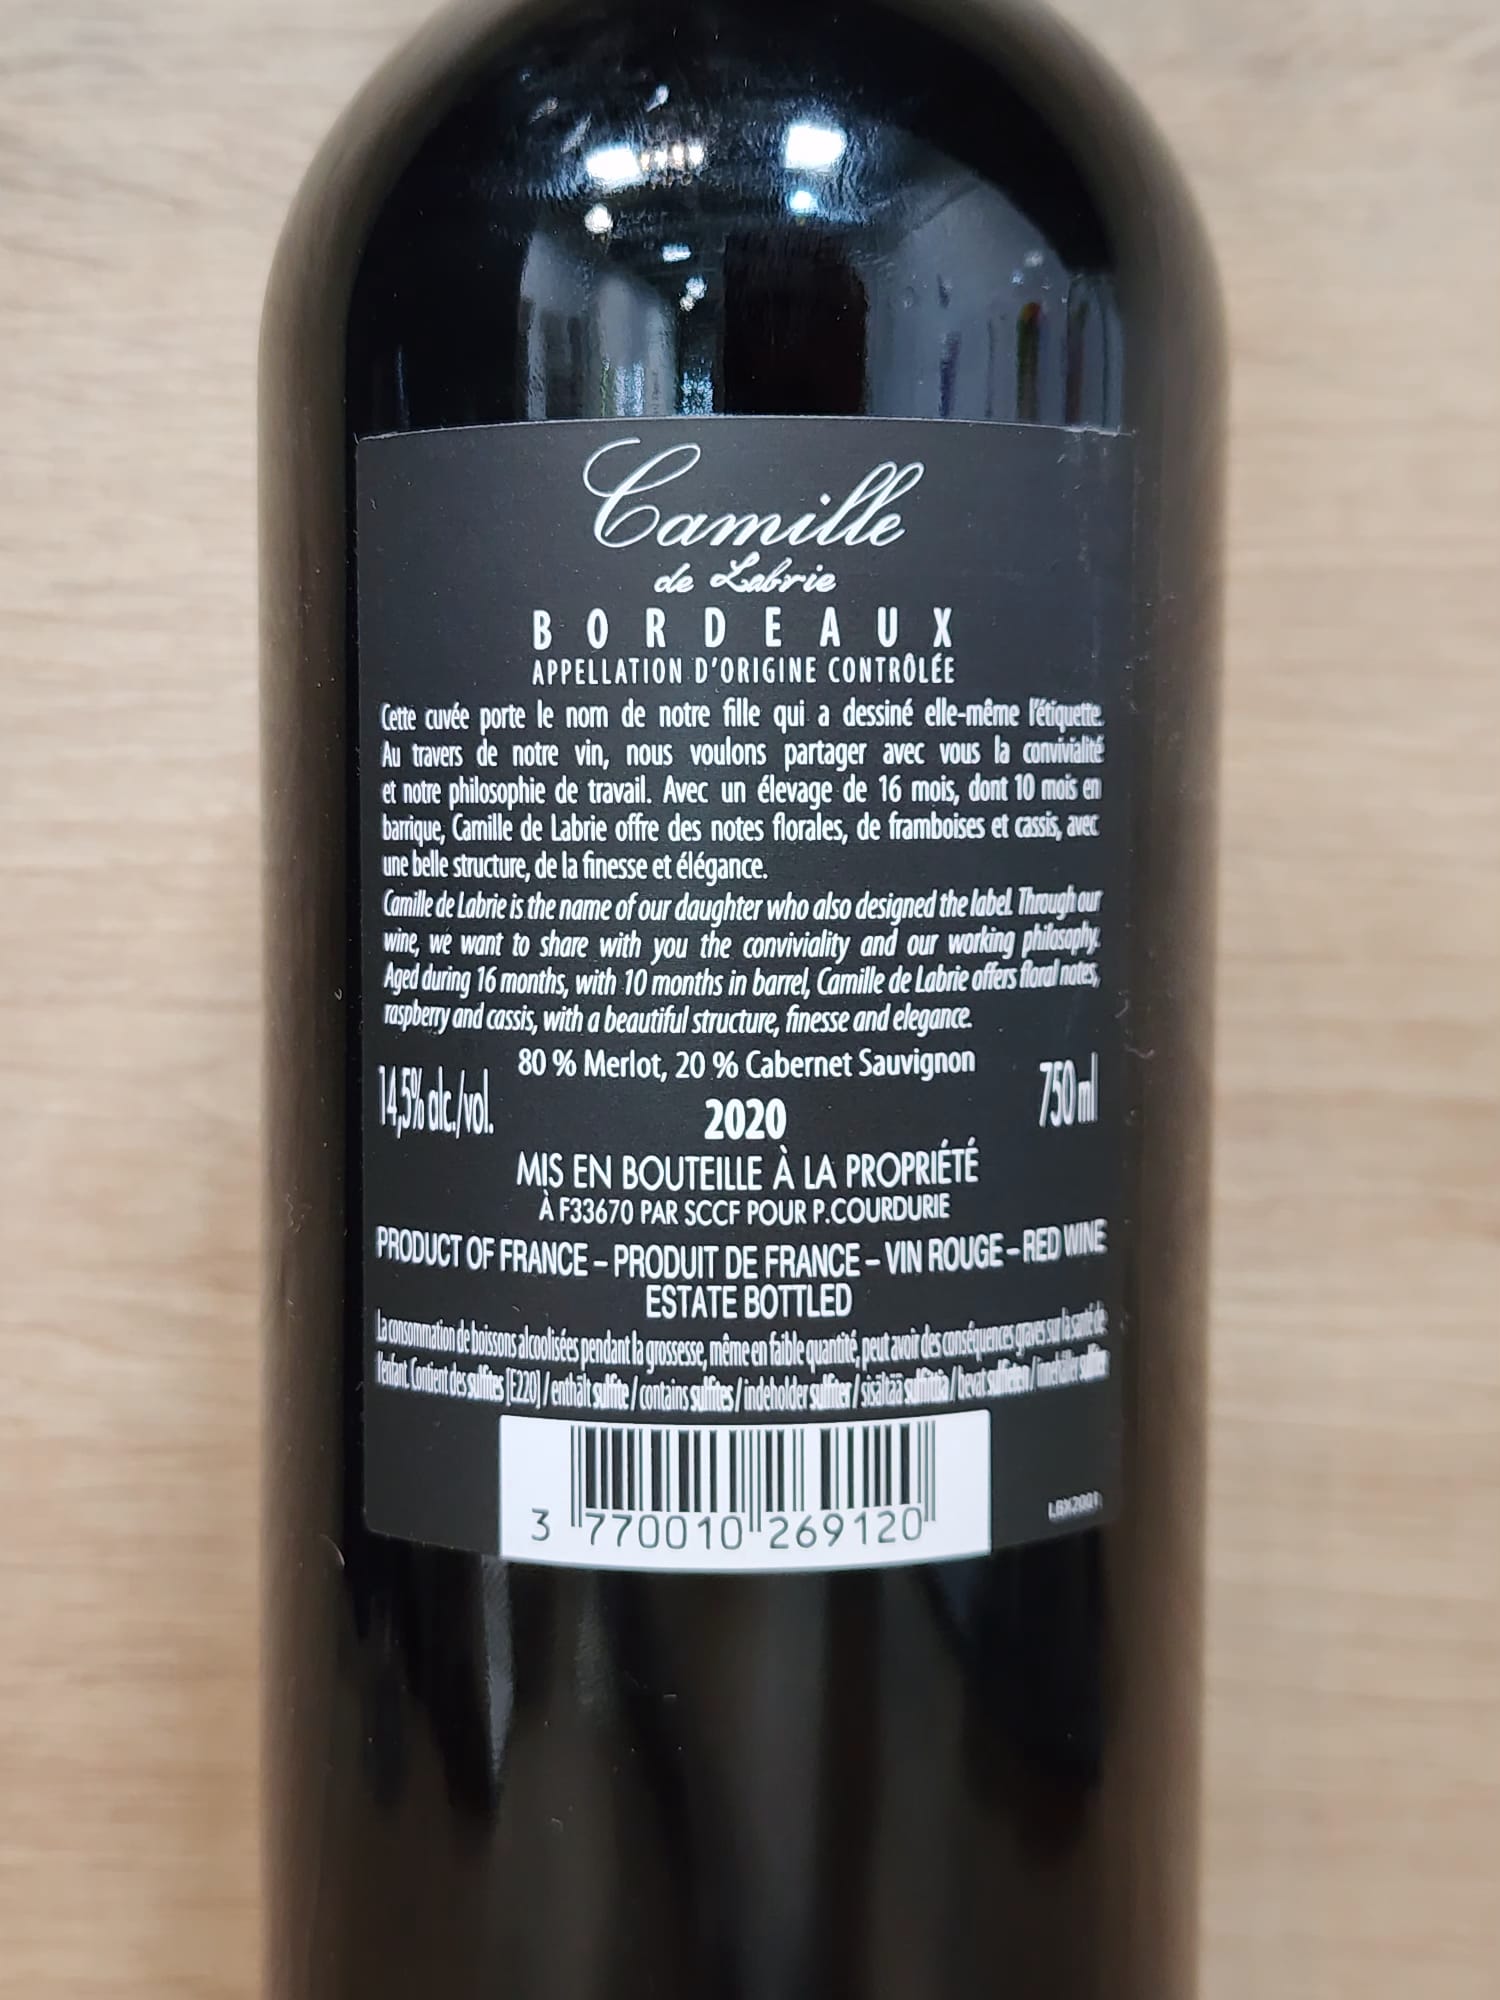 Camille
de Labrie
BORDEAUX
APPELLATION D'ORIGINE CONTRÔLÉE
Cette cuvée porte le nom de notre fille qui a dessiné elle-même l'étiquette.
Au travers de notre vin, nous voulons partager avec vous la convivialité
et notre philosophie de travail. Avec un élevage de 16 mois, dont 10 mois en
barrique, Camille de Labrie offre des notes florales, de framboises et cassis, avec
une belle structure, de la finesse et élégance.
Camille de Labrie is the name of our daughter who also designed the label. Through our
wine, we want to share with you the conviviality and our working philosophy.
Aged during 16 months, with 10 months in barrel, Camille de Labrie offers floral notes,
raspberry and cassis, with a beautiful structure, finesse and elegance.
80 % Merlot, 20 % Cabernet Sauvignon
14,5% alc./vol.
2020
750 ml
MIS EN BOUTEILLE À LA PROPRIÉTÉ
À F33670 PAR SCCF POUR P.COURDURIE
PRODUCT OF FRANCE – PRODUIT DE FRANCE – VIN ROUGE – RED WINE
ESTATE BOTTLED
La consommation de boissons alcoolisées pendant la grossesse, même en faible quantité, peut avoir des conséquences graves sur la santé de
l'enfant. Contient des sulfites [E220] / enthält sulfite / contains sulfites / indeholder sulfitter / sisältää sulfiittia / bevat sulfieten / innehåller sulfite
3 770010 269120
LBX2001